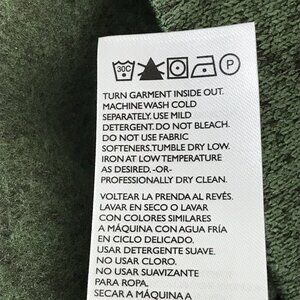 30C P
TURN GARMENT INSIDE OUT.
MACHINE WASH COLD
SEPARATELY. USE MILD
DETERGENT. DO NOT BLEACH.
DO NOT USE FABRIC
SOFTENERS. TUMBLE DRY LOW.
IRON AT LOW TEMPERATURE
AS DESIRED. -OR-
PROFESSIONALLY DRY CLEAN.
VOLTEAR LA PRENDA AL REVÉS.
LAVAR EN SECO O LAVAR
CON COLORES SIMILARES
A MÁQUINA CON AGUA FRÍA
EN CICLO DELICADO.
USAR DETERGENTE SUAVE.
NO USAR CLORO.
NO USAR SUAVIZANTE
PARA ROPA.
SECAR A MÁQUINA A